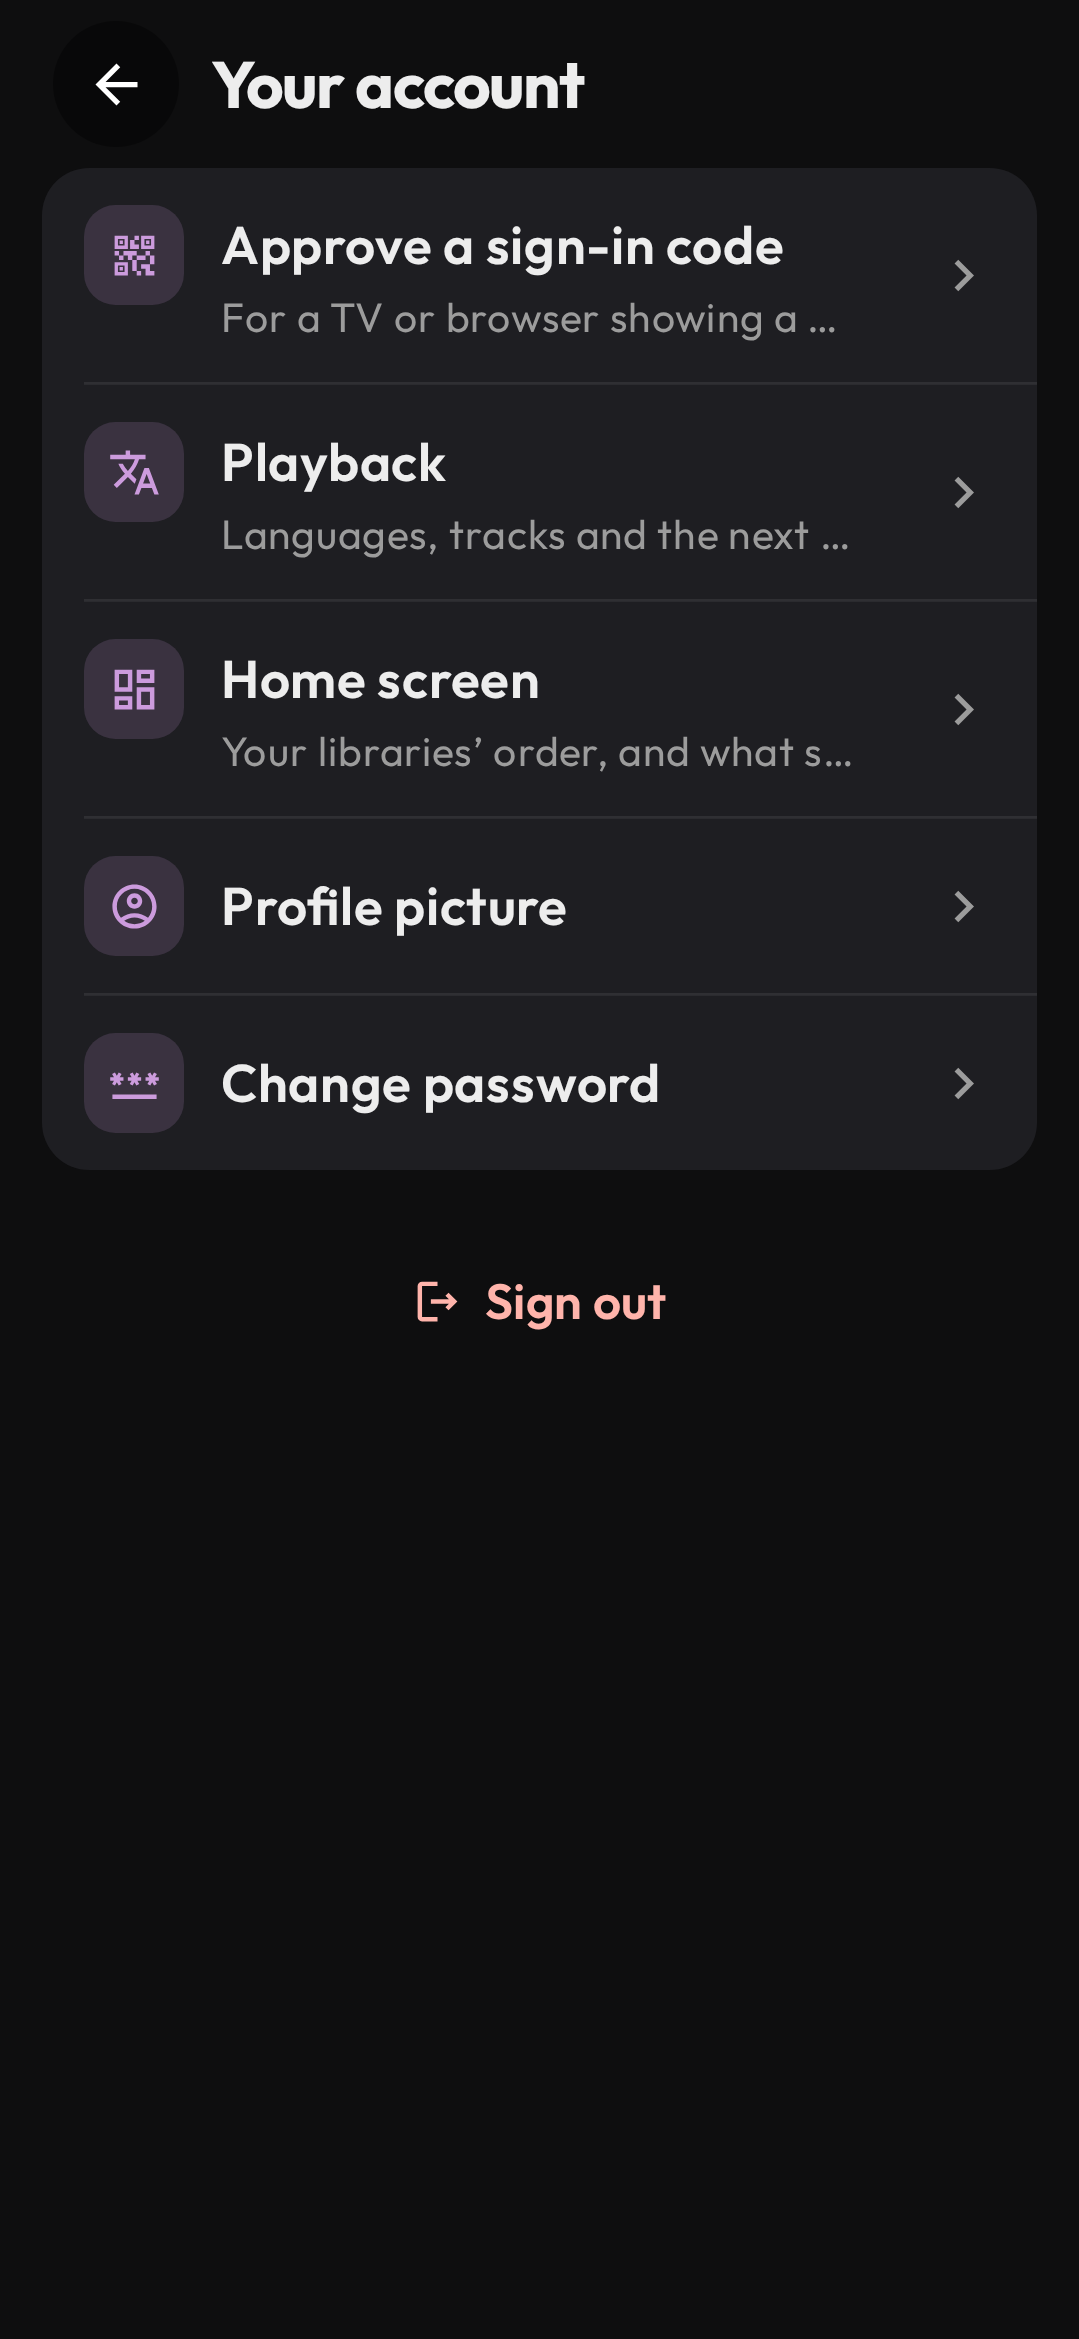 Your account
Approve a sign-in code
For a TV or browser showing a ...
Playback
Languages, tracks and the next ...
Home screen
Your libraries’ order, and what s...
Profile picture
Change password
Sign out